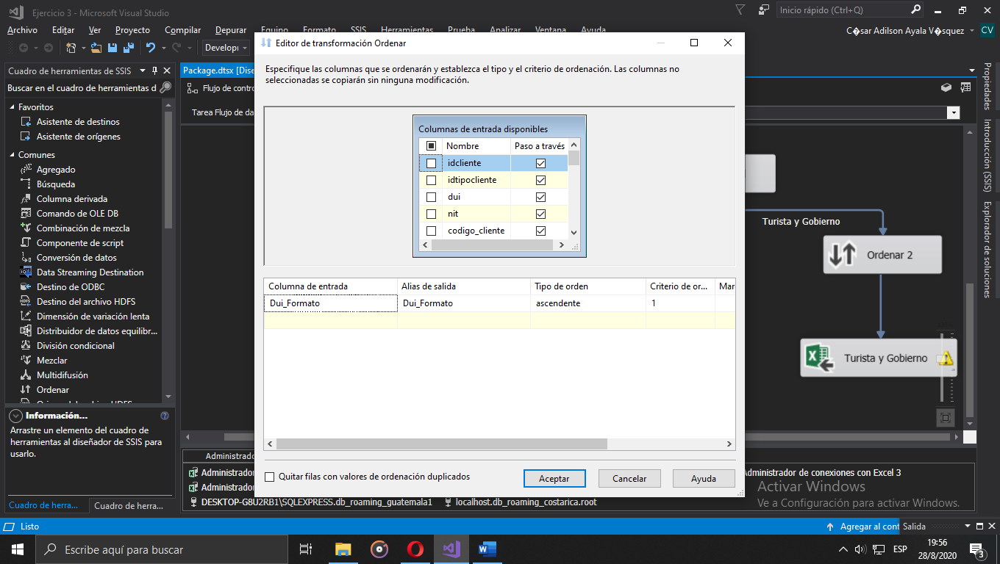 Ejercicio 3 - Microsoft Visual Studio
Inicio rápido (Ctrl+Q)
Archivo Editar Ver Proyecto Compilar Depurar Equipo Formato SSIS Herramientas Prueba Analizar Ventana Ayuda
C�sar Adilson Ayala V�squez CV
Develop
Cuadro de herramientas de SSIS
Buscar en el cuadro de herramientas d
Favoritos
Asistente de destinos
Asistente de orígenes
Comunes
Agregado
Búsqueda
Columna derivada
Comando de OLE DB
Combinación de mezcla
Componente de script
Conversión de datos
Data Streaming Destination
Destino de ODBC
Destino del archivo HDFS
Dimensión de variación lenta
Distribuidor de datos equilibr...
División condicional
Mezclar
Multidifusión
Ordenar
Información...
Arrastre un elemento del cuadro de
herramientas al diseñador de SSIS para
usarlo.
Cuadro de herra...
Cuadro de herra...
Package.dtsx [Dise
Flujo de contro
Tarea Flujo de da
Editor de transformación Ordenar
Especifique las columnas que se ordenarán y establezca el tipo y el criterio de ordenación. Las columnas no
seleccionadas se copiarán sin ninguna modificación.
Columnas de entrada disponibles
Nombre Paso a través
idcliente
idtipocliente
dui
nit
codigo_cliente
Columna de entrada Alias de salida Tipo de orden Criterio de or... Mar
Dui_Formato Dui_Formato ascendente 1
Quitar filas con valores de ordenación duplicados
Aceptar Cancelar Ayuda
Turista y Gobierno
Ordenar 2
Turista y Gobierno
Propiedades
Introducción (SSIS)
Explorador de soluciones
Administrado
Administrador
Administrador
Administrador de conexiones con Excel 3
DESKTOP-G8U2RB1\SQLEXPRESS.db_roaming_guatemala1
localhost.db_roaming_costarica.root
Activar Windows
Ve a Configuración para activar Windows.
Listo
Agregar al cont
Salida
Escribe aquí para buscar
ESP
19:56
28/8/2020
3